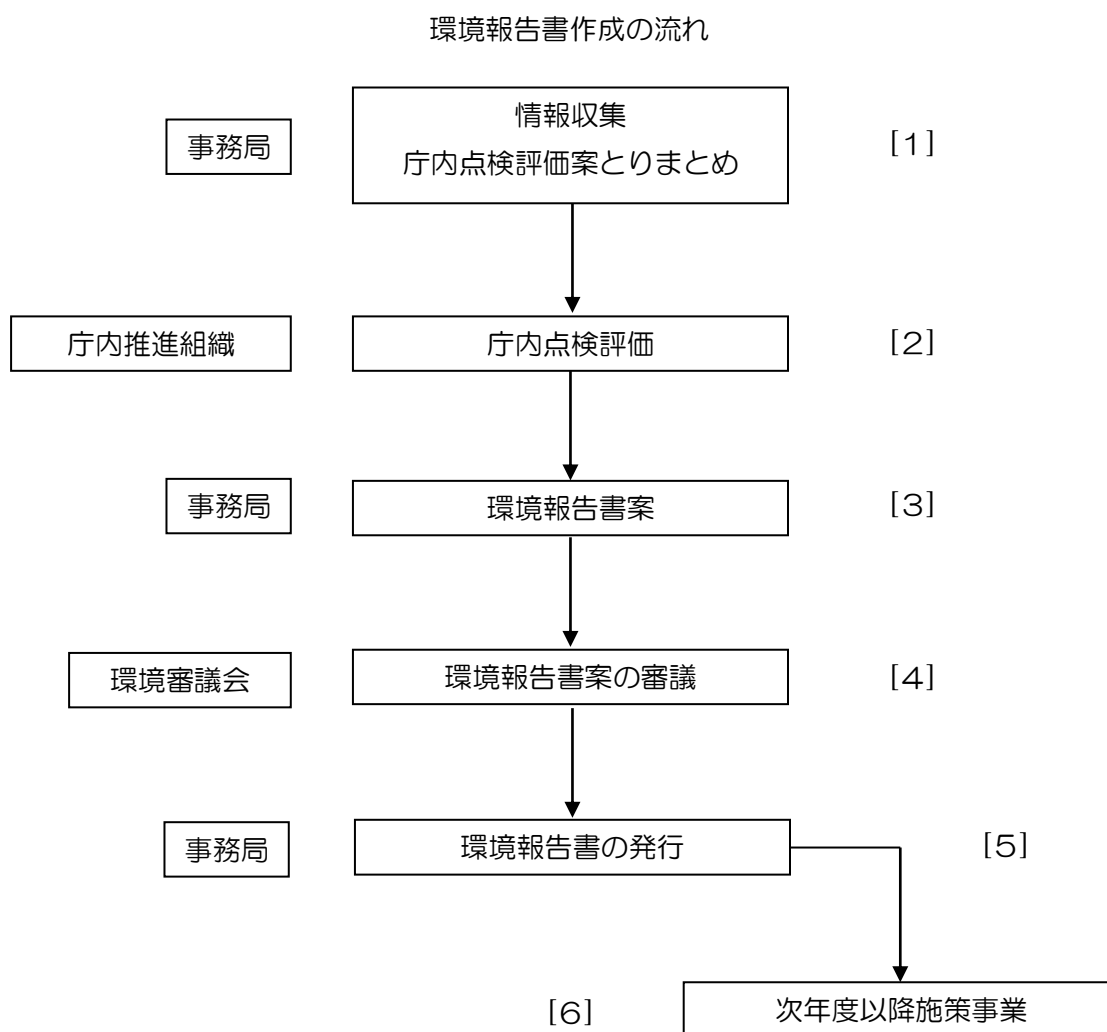 環境報告書作成の流れ
事務局
情報収集
庁内点検評価案とりまとめ
[1]
庁内推進組織
庁内点検評価
[2]
事務局
環境報告書案
[3]
環境審議会
環境報告書案の審議
[4]
事務局
環境報告書の発行
[5]
[6]
次年度以降施策事業